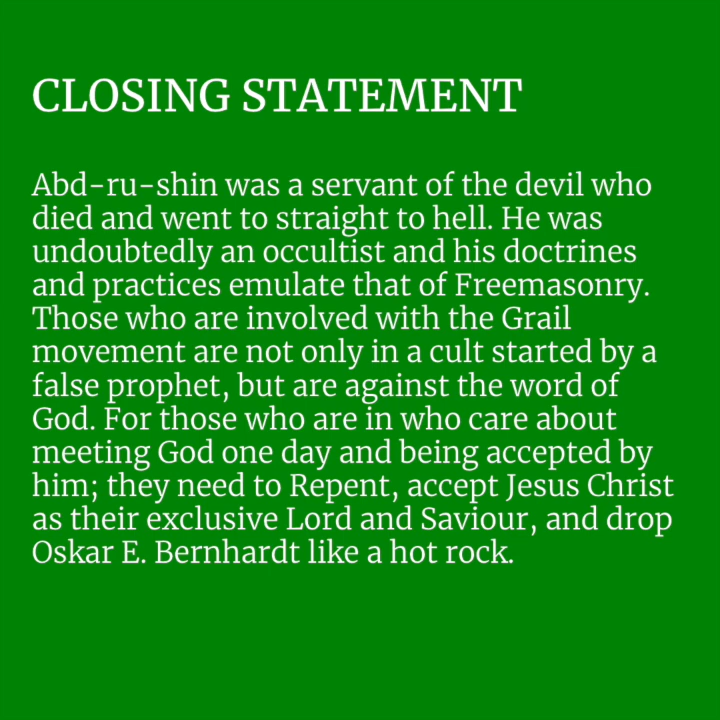 CLOSING STATEMENT
Abd-ru-shin was a servant of the devil who
died and went to straight to hell. He was
undoubtedly an occultist and his doctrines
and practices emulate that of Freemasonry.
Those who are involved with the Grail
movement are not only in a cult started by a
false prophet, but are against the word of
God. For those who are in who care about
meeting God one day and being accepted by
him; they need to Repent, accept Jesus Christ
as their exclusive Lord and Saviour, and drop
Oskar E. Bernhardt like a hot rock.